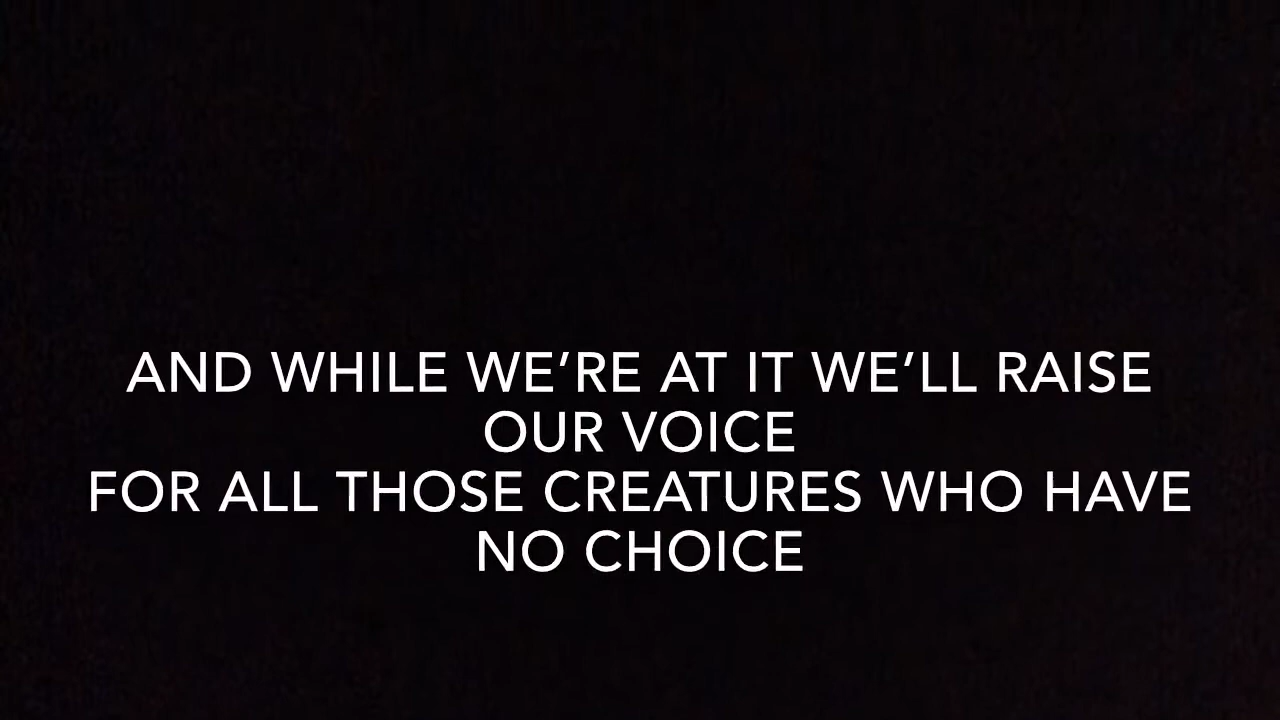 AND WHILE WE’RE AT IT WE’LL RAISE
OUR VOICE
FOR ALL THOSE CREATURES WHO HAVE
NO CHOICE